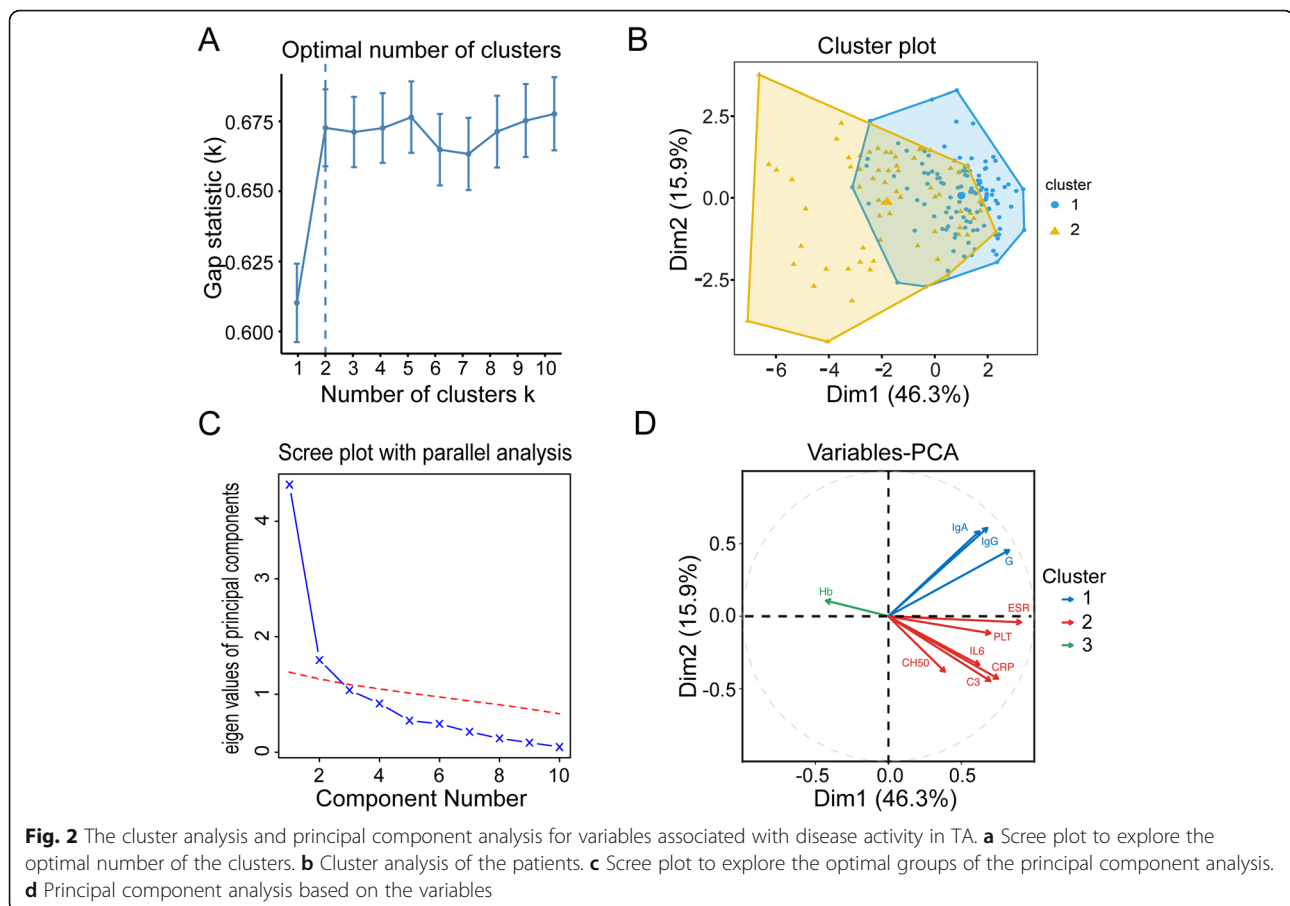 A
Optimal number of clusters
0.675
0.650
0.625
0.600
Gap statistic (k)
1 2 3 4 5 6 7 8 9 10
Number of clusters k
B
Cluster plot
2.5
0.0
−2.5
Dim2 (15.9%)
−6 −4 −2 0 2
Dim1 (46.3%)
cluster
1
2
C
Scree plot with parallel analysis
4
3
2
1
0
eigen values of principal components
2 4 6 8 10
Component Number
D
Variables-PCA
0.5
0.0
-0.5
Dim2 (15.9%)
IgA
IgG
G
Hb
ESR
PLT
IL6
CH50
CRP
C3
-0.5 0.0 0.5
Dim1 (46.3%)
Cluster
1
2
3
Fig. 2 The cluster analysis and principal component analysis for variables associated with disease activity in TA. a Scree plot to explore the
optimal number of the clusters. b Cluster analysis of the patients. c Scree plot to explore the optimal groups of the principal component analysis.
d Principal component analysis based on the variables